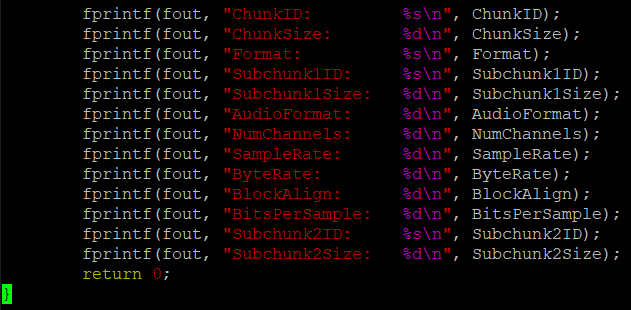 fprintf(fout, "ChunkID:         %s\n", ChunkID);
fprintf(fout, "ChunkSize:       %d\n", ChunkSize);
fprintf(fout, "Format:          %s\n", Format);
fprintf(fout, "Subchunk1ID:     %s\n", Subchunk1ID);
fprintf(fout, "Subchunk1Size:   %d\n", Subchunk1Size);
fprintf(fout, "AudioFormat:     %d\n", AudioFormat);
fprintf(fout, "NumChannels:     %d\n", NumChannels);
fprintf(fout, "SampleRate:      %d\n", SampleRate);
fprintf(fout, "ByteRate:        %d\n", ByteRate);
fprintf(fout, "BlockAlign:      %d\n", BlockAlign);
fprintf(fout, "BitsPerSample:   %d\n", BitsPerSample);
fprintf(fout, "Subchunk2ID:     %s\n", Subchunk2ID);
fprintf(fout, "Subchunk2Size:   %d\n", Subchunk2Size);
return 0;
}